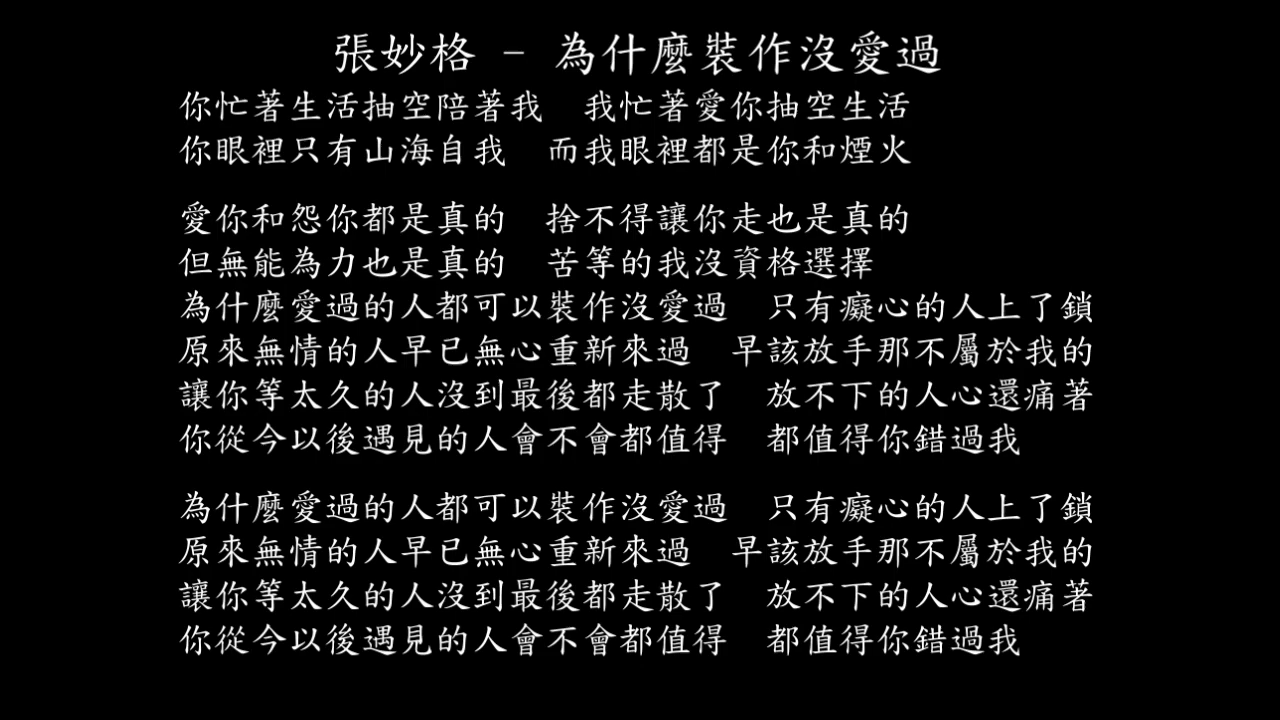 張妙格 - 為什麼裝作沒愛過
你忙著生活抽空陪著我　我忙著愛你抽空生活
你眼裡只有山海自我　而我眼裡都是你和煙火
愛你和怨你都是真的　捨不得讓你走也是真的
但無能為力也是真的　苦等的我沒資格選擇
為什麼愛過的人都可以裝作沒愛過　只有癡心的人上了鎖
原來無情的人早已無心重新來過　早該放手那不屬於我的
讓你等太久的人沒到最後都走散了　放不下的人心還痛著
你從今以後遇見的人會不會都值得　都值得你錯過我
為什麼愛過的人都可以裝作沒愛過　只有癡心的人上了鎖
原來無情的人早已無心重新來過　早該放手那不屬於我的
讓你等太久的人沒到最後都走散了　放不下的人心還痛著
你從今以後遇見的人會不會都值得　都值得你錯過我